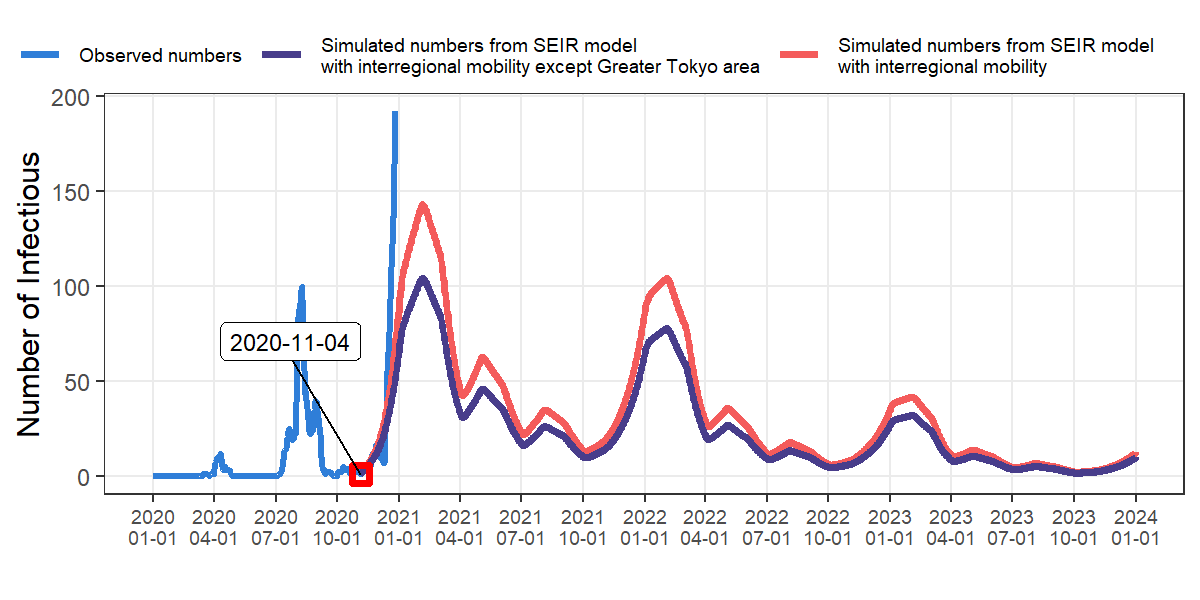 Observed numbers
Simulated numbers from SEIR model
with interregional mobility except Greater Tokyo area
Simulated numbers from SEIR model
with interregional mobility
Number of Infectious
200
150
100
50
0
2020-11-04
2020 2020 2020 2020 2021 2021 2021 2021 2022 2022 2022 2022 2023 2023 2023 2023 2024
01-01 04-01 07-01 10-01 01-01 04-01 07-01 10-01 01-01 04-01 07-01 10-01 01-01 04-01 07-01 10-01 01-01